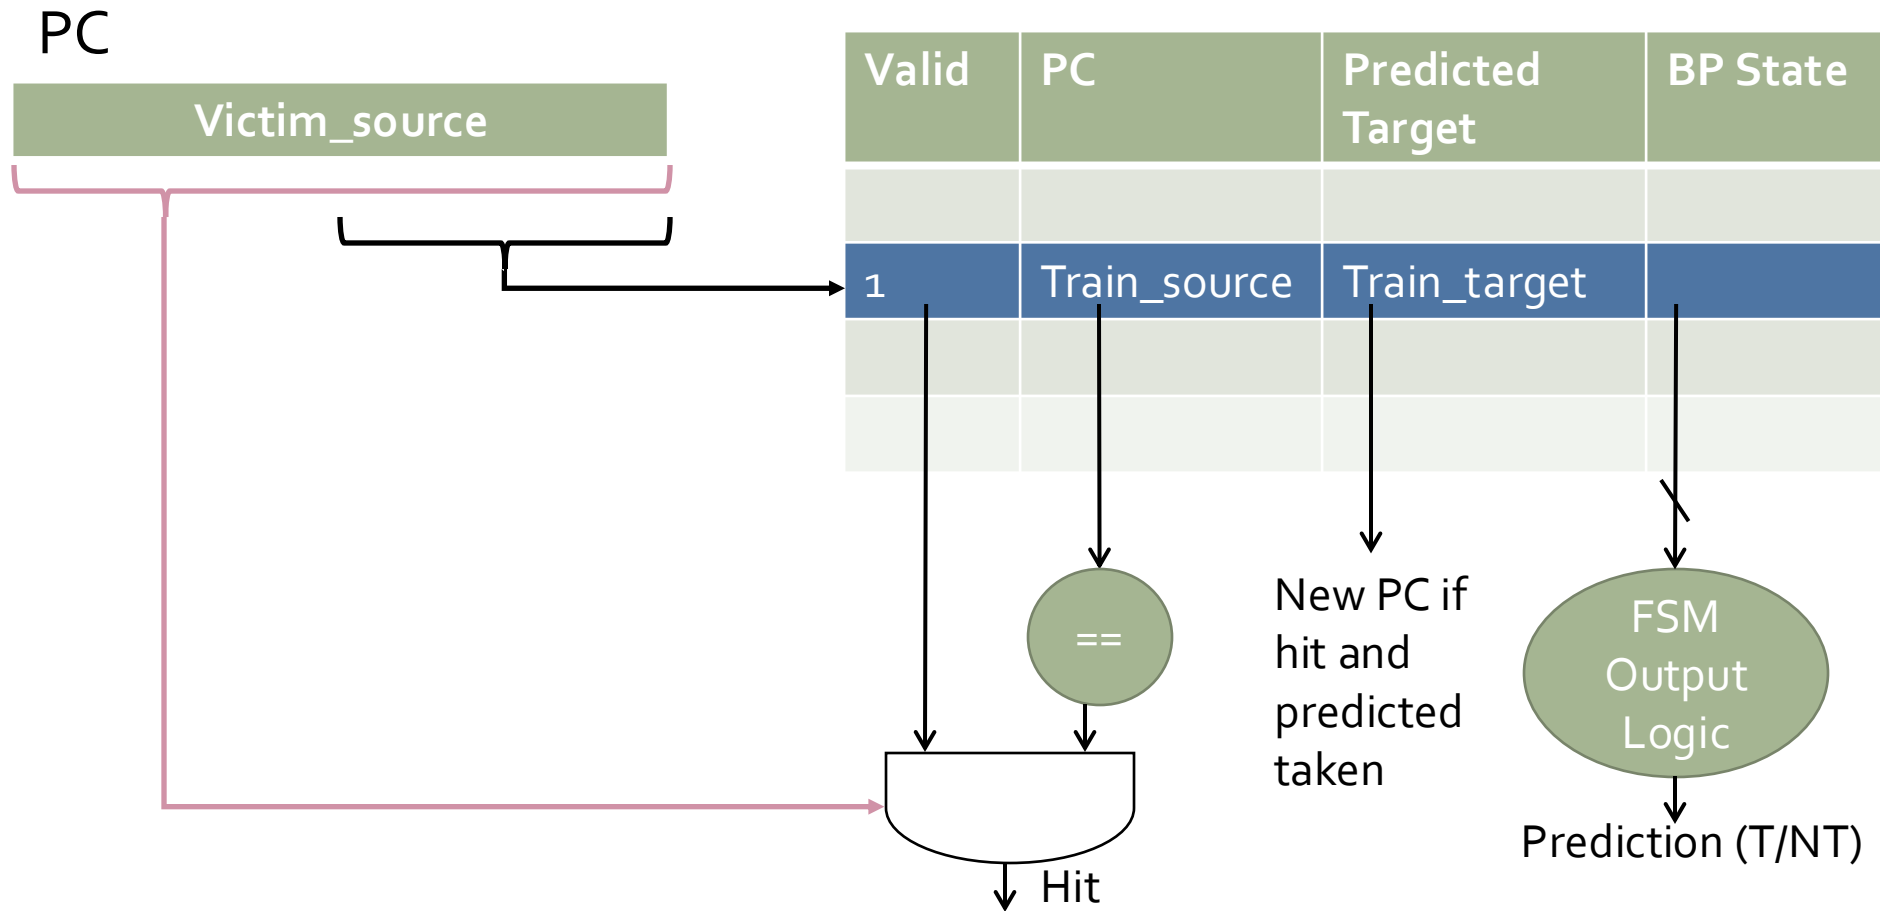 PC
Victim_source
Valid
PC
Predicted
Target
BP State
1
Train_source
Train_target
==
New PC if
hit and
predicted
taken
FSM
Output
Logic
Prediction (T/NT)
Hit